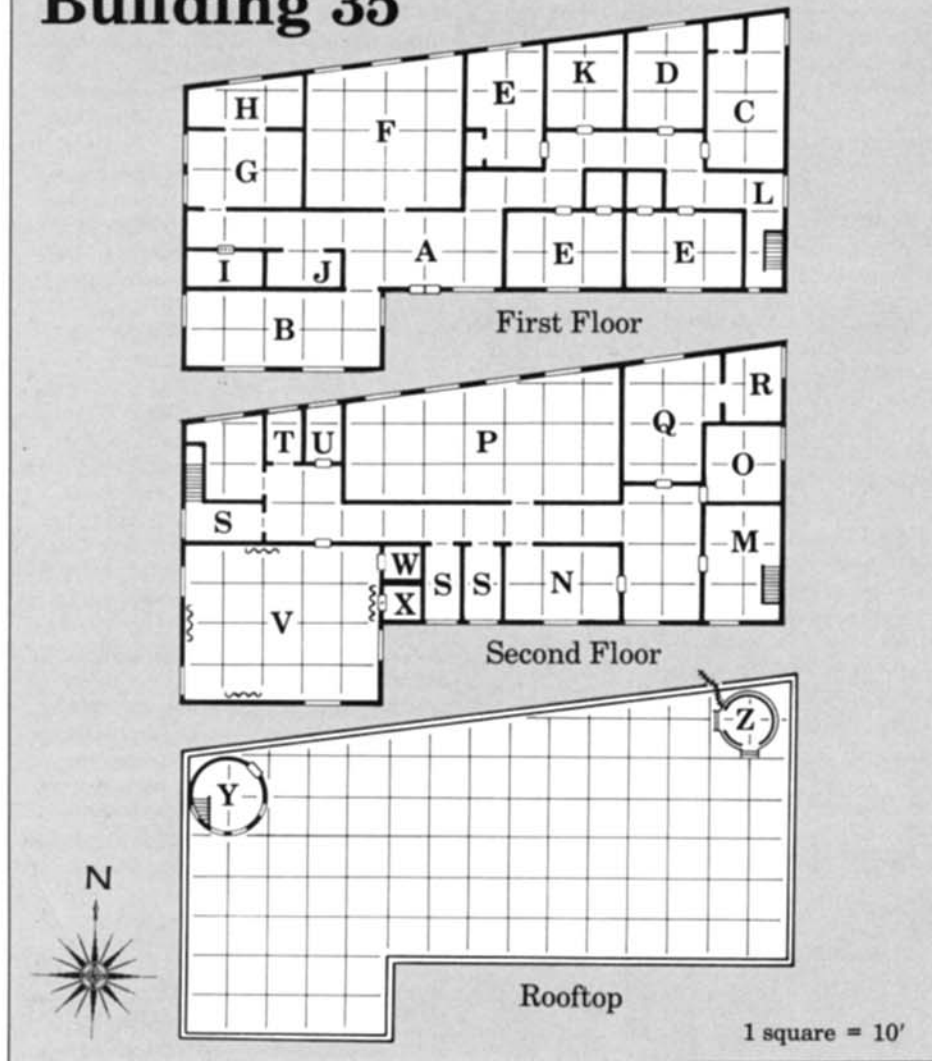 Building 35
H
F
E
K
D
C
G
L
I
J
A
E
E
B
First Floor
T
U
P
Q
R
O
S
W
S
S
N
M
V
X
Second Floor
Z
Y
N
Rooftop
1 square = 10'